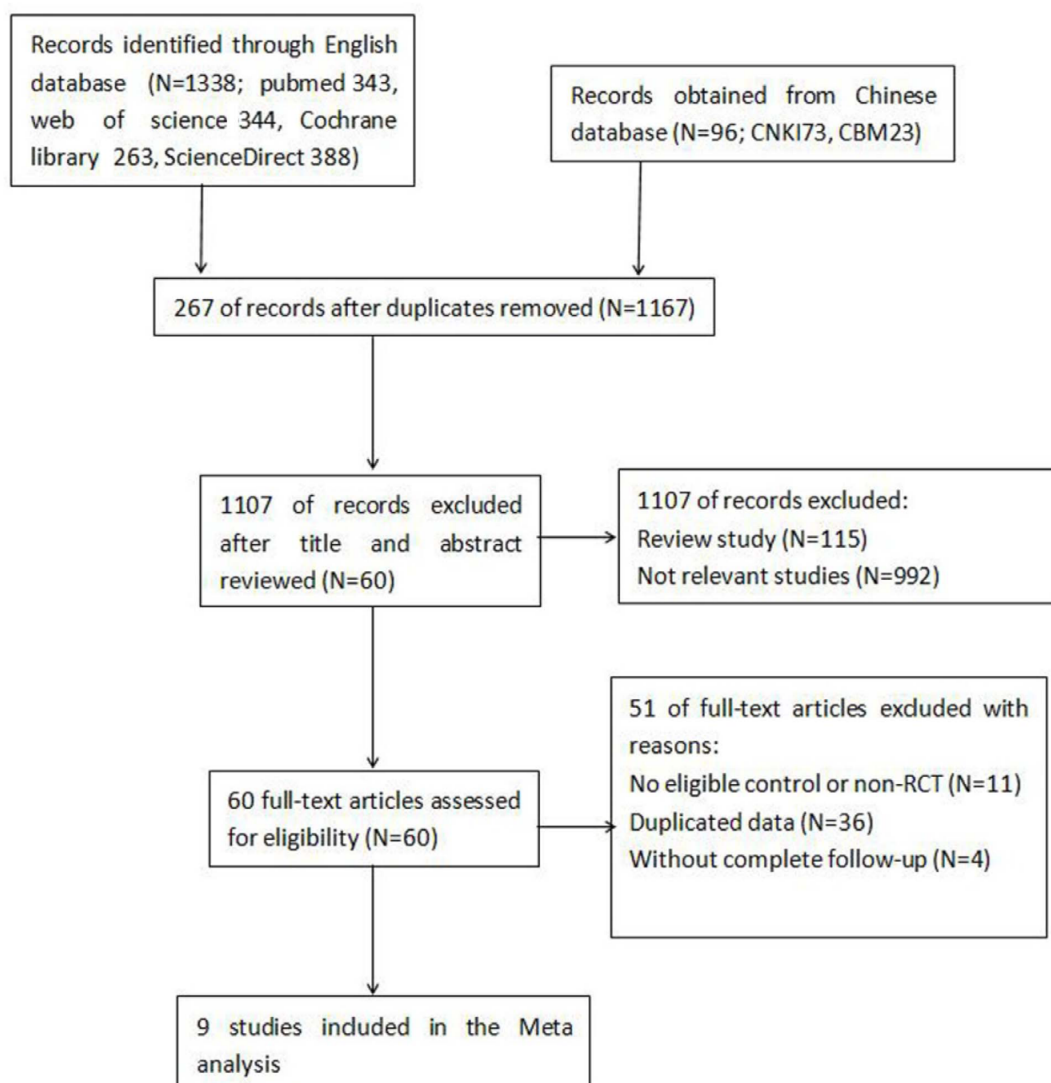 Records identified through English
database (N=1338; pubmed 343,
web of science 344, Cochrane
library 263, ScienceDirect 388)
Records obtained from Chinese
database (N=96; CNKI73, CBM23)
267 of records after duplicates removed (N=1167)
1107 of records excluded
after title and abstract
reviewed (N=60)
1107 of records excluded:
Review study (N=115)
Not relevant studies (N=992)
60 full-text articles assessed
for eligibility (N=60)
51 of full-text articles excluded with
reasons:
No eligible control or non-RCT (N=11)
Duplicated data (N=36)
Without complete follow-up (N=4)
9 studies included in the Meta
analysis